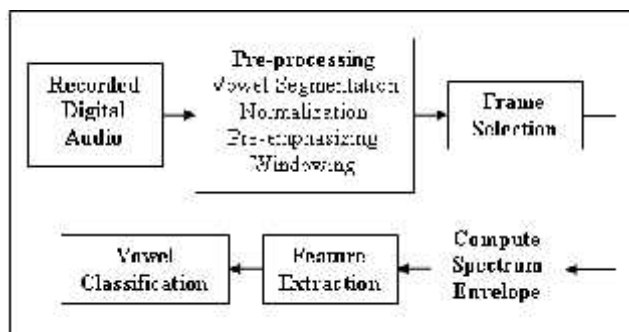 Recorded
Digital
Audio
Pre-processing
Vowel Segmentation
Normalization
Pre-emphasizing
Windowing
Frame
Selection
Compute
Spectrum
Envelope
Feature
Extraction
Vowel
Classification